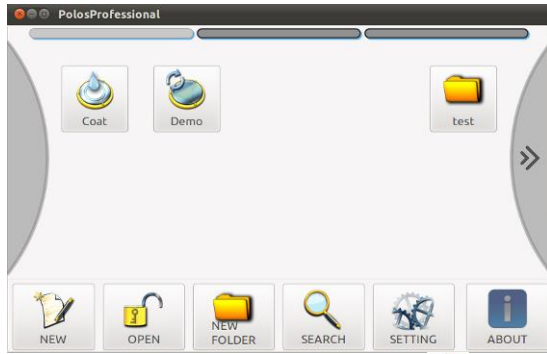 PolosProfessional
Coat
Demo
test
NEW
OPEN
NEW
FOLDER
SEARCH
SETTING
ABOUT